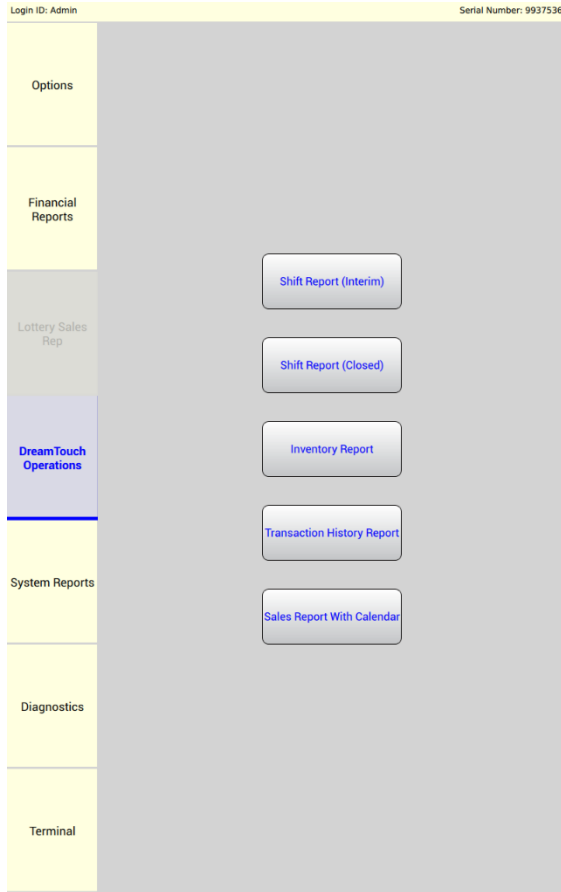 Login ID: Admin
Serial Number: 9937536
Options
Financial
Reports
Lottery Sales
Rep
DreamTouch
Operations
System Reports
Diagnostics
Terminal
Shift Report (Interim)
Shift Report (Closed)
Inventory Report
Transaction History Report
Sales Report With Calendar